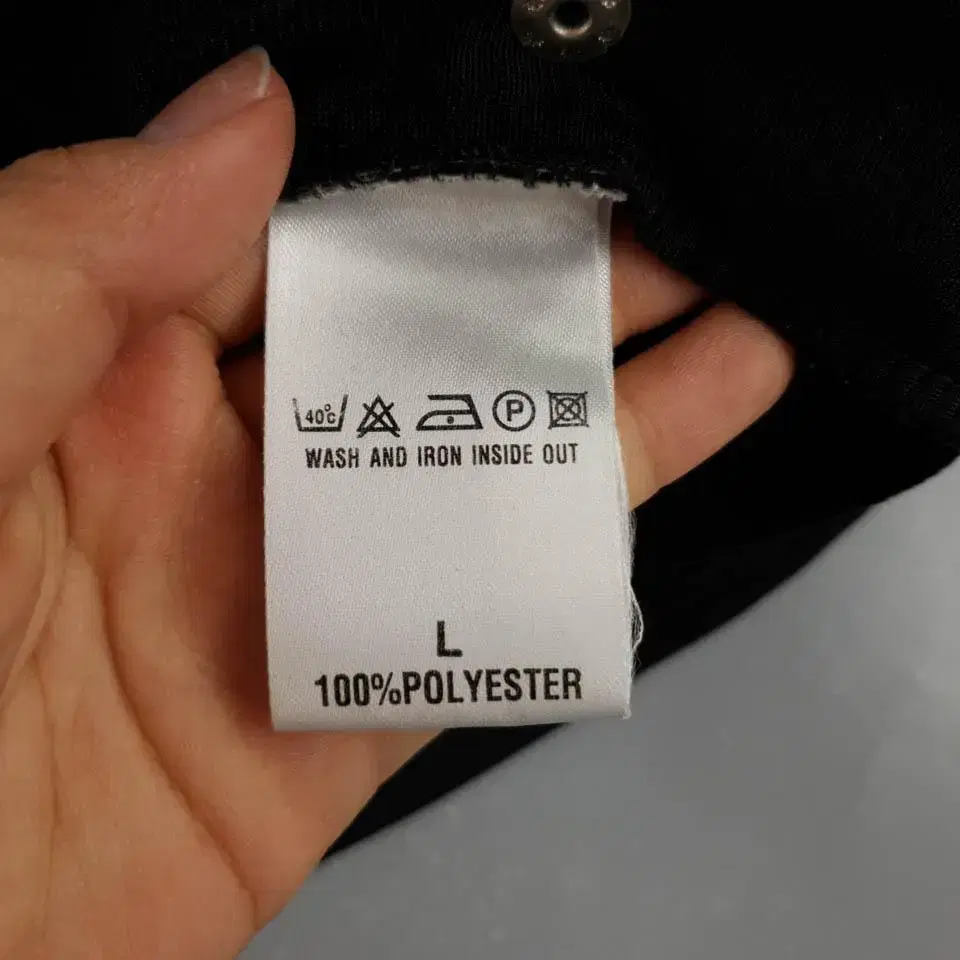 40°C P
WASH AND IRON INSIDE OUT
L
100%POLYESTER